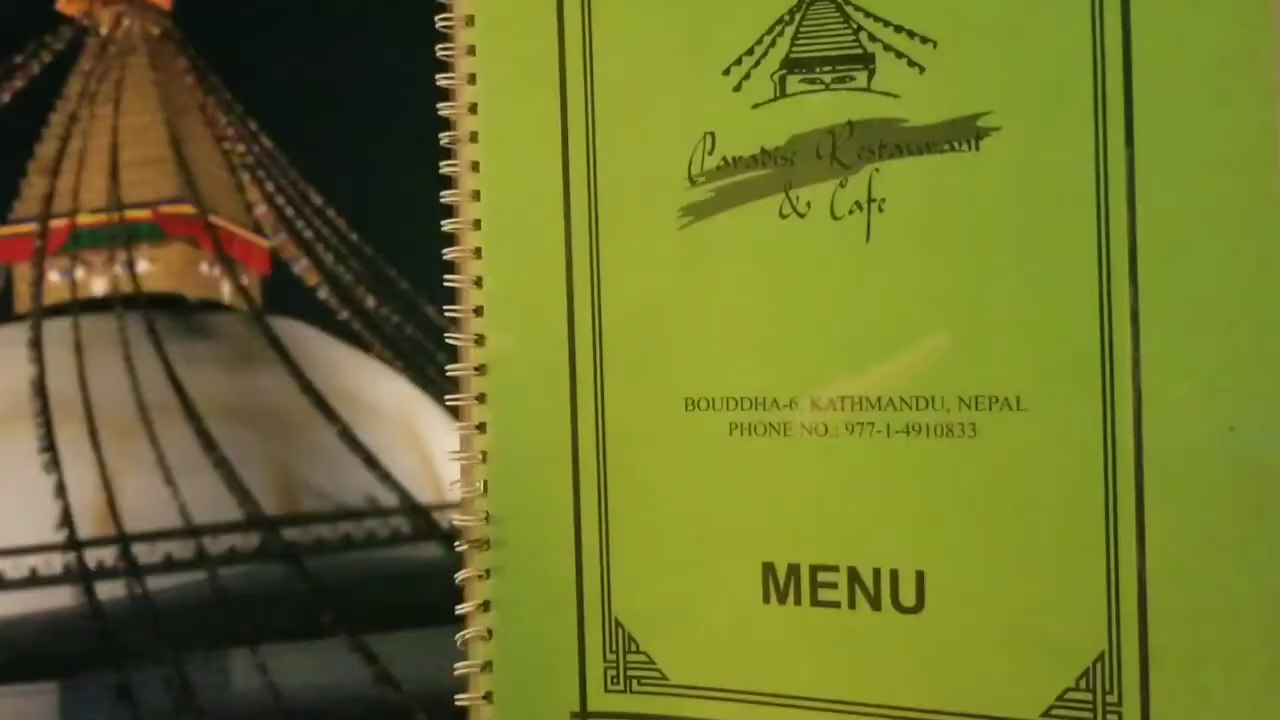 Paradise Restaurant
& Cafe
BOUDDHA-6, KATHMANDU, NEPAL
PHONE NO.: 977-1-4910833
MENU